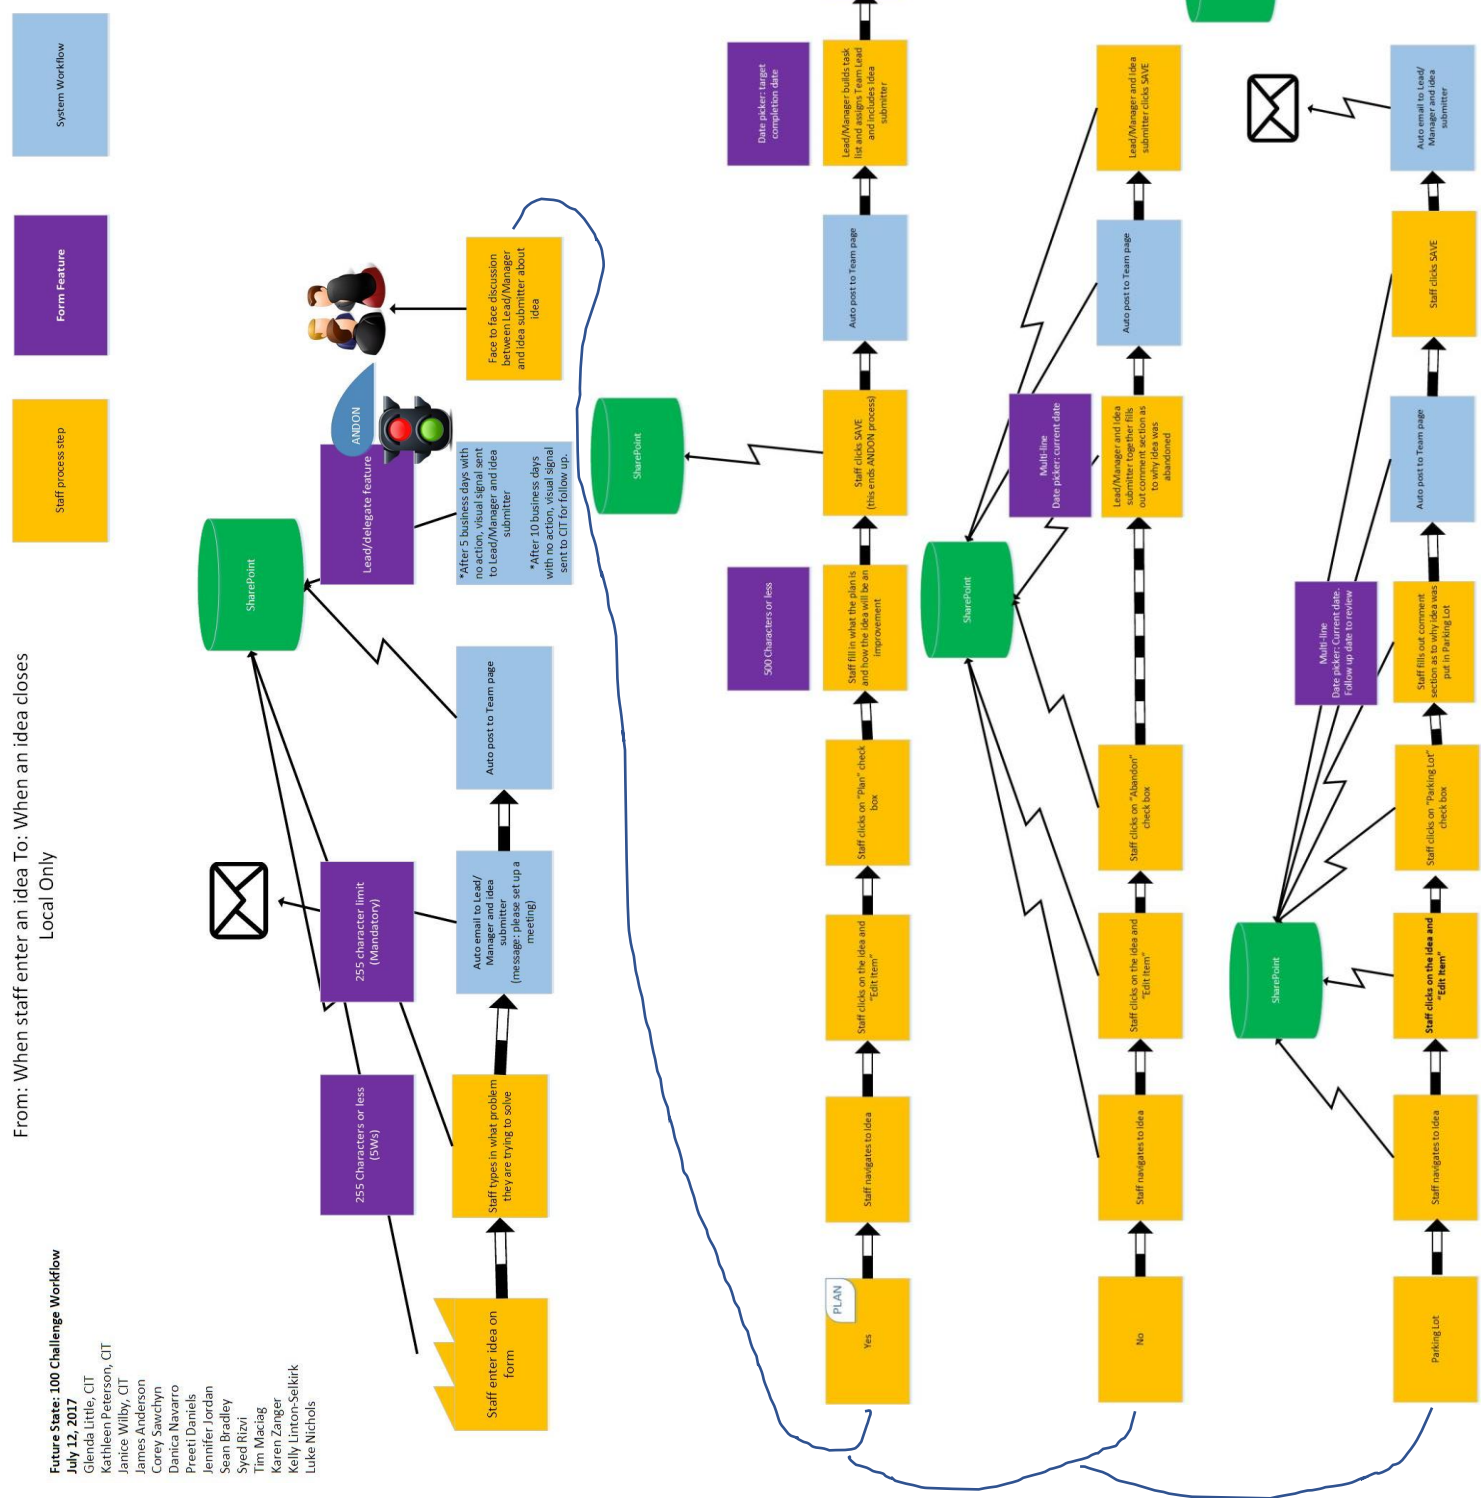 From: When staff enter an idea To: When an idea closes
Local Only
Staff process step
Form Feature
System Workflow
Future State: 100 Challenge Workflow
July 12, 2017
Glenda Little, CIT
Kathleen Peterson, CIT
Janice Wilby, CIT
James Anderson
Corey Sawchyn
Danica Navarro
Preeti Daniels
Jennifer Jordan
Sean Bradley
Syed Rizvi
Tim Maciag
Karen Zanger
Kelly Linton-Selkirk
Luke Nichols
SharePoint
255 Characters or less
(5Ws)
255 character limit
(Mandatory)
Lead/delegate feature
ANDON
Staff enter idea on
form
Staff types in what problem
they are trying to solve
Auto email to Lead/
Manager and idea
submitter
(message: please set up a
meeting)
Auto post to Team page
*After 5 business days with
no action, visual signal sent
to Lead/Manager and idea
submitter
*After 10 business days
with no action, visual signal
sent to CIT for follow up.
Face to face discussion
between Lead/Manager
and idea submitter about
idea
SharePoint
500 Characters or less
Date picker: target
completion date
PLAN
Yes
Staff navigates to Idea
Staff clicks on the idea and
"Edit Item"
Staff clicks on "Plan" check
box
Staff fill in what the plan is
and how the idea will be an
improvement
Staff clicks SAVE
(this ends ANDON process)
Auto post to Team page
Lead/Manager builds task
list and assigns Team Lead
and includes Idea
submitter
SharePoint
Multi-line
Date picker: current date
No
Staff navigates to Idea
Staff clicks on the idea and
"Edit Item"
Staff clicks on "Abandon"
check box
Lead/Manager and Idea
submitter together fills
out comment section as
to why idea was
abandoned
Auto post to Team page
Lead/Manager and idea
submitter clicks SAVE
SharePoint
Multi-line
Date picker: Current date.
Follow up date to review
Parking Lot
Staff navigates to Idea
Staff clicks on the idea and
"Edit Item"
Staff clicks on "Parking Lot"
check box
Staff fills out comment
section as to why idea was
put in Parking Lot
Auto post to Team page
Staff clicks SAVE
Auto email to Lead/
Manager and idea
submitter